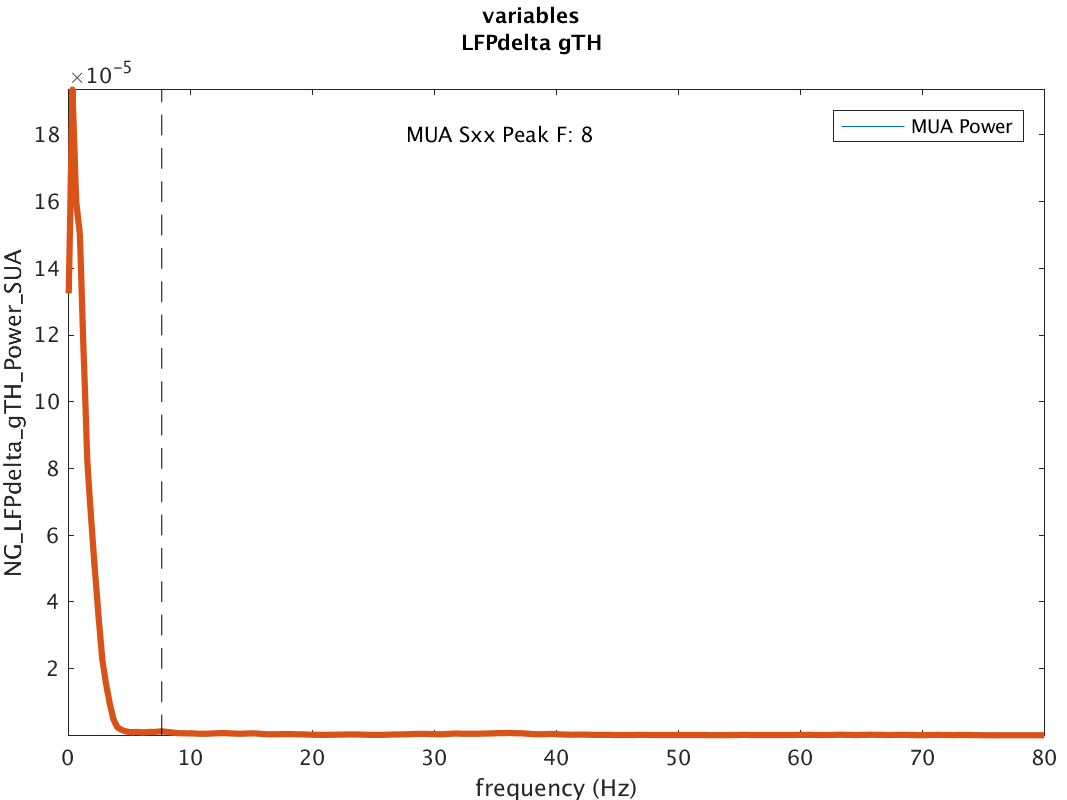 variables
LFPdelta gTH
×10-5
MUA Sxx Peak F: 8
MUA Power
18
16
14
12
10
8
6
4
2
NG_LFPdelta_gTH_Power_SUA
0 10 20 30 40 50 60 70 80
frequency (Hz)